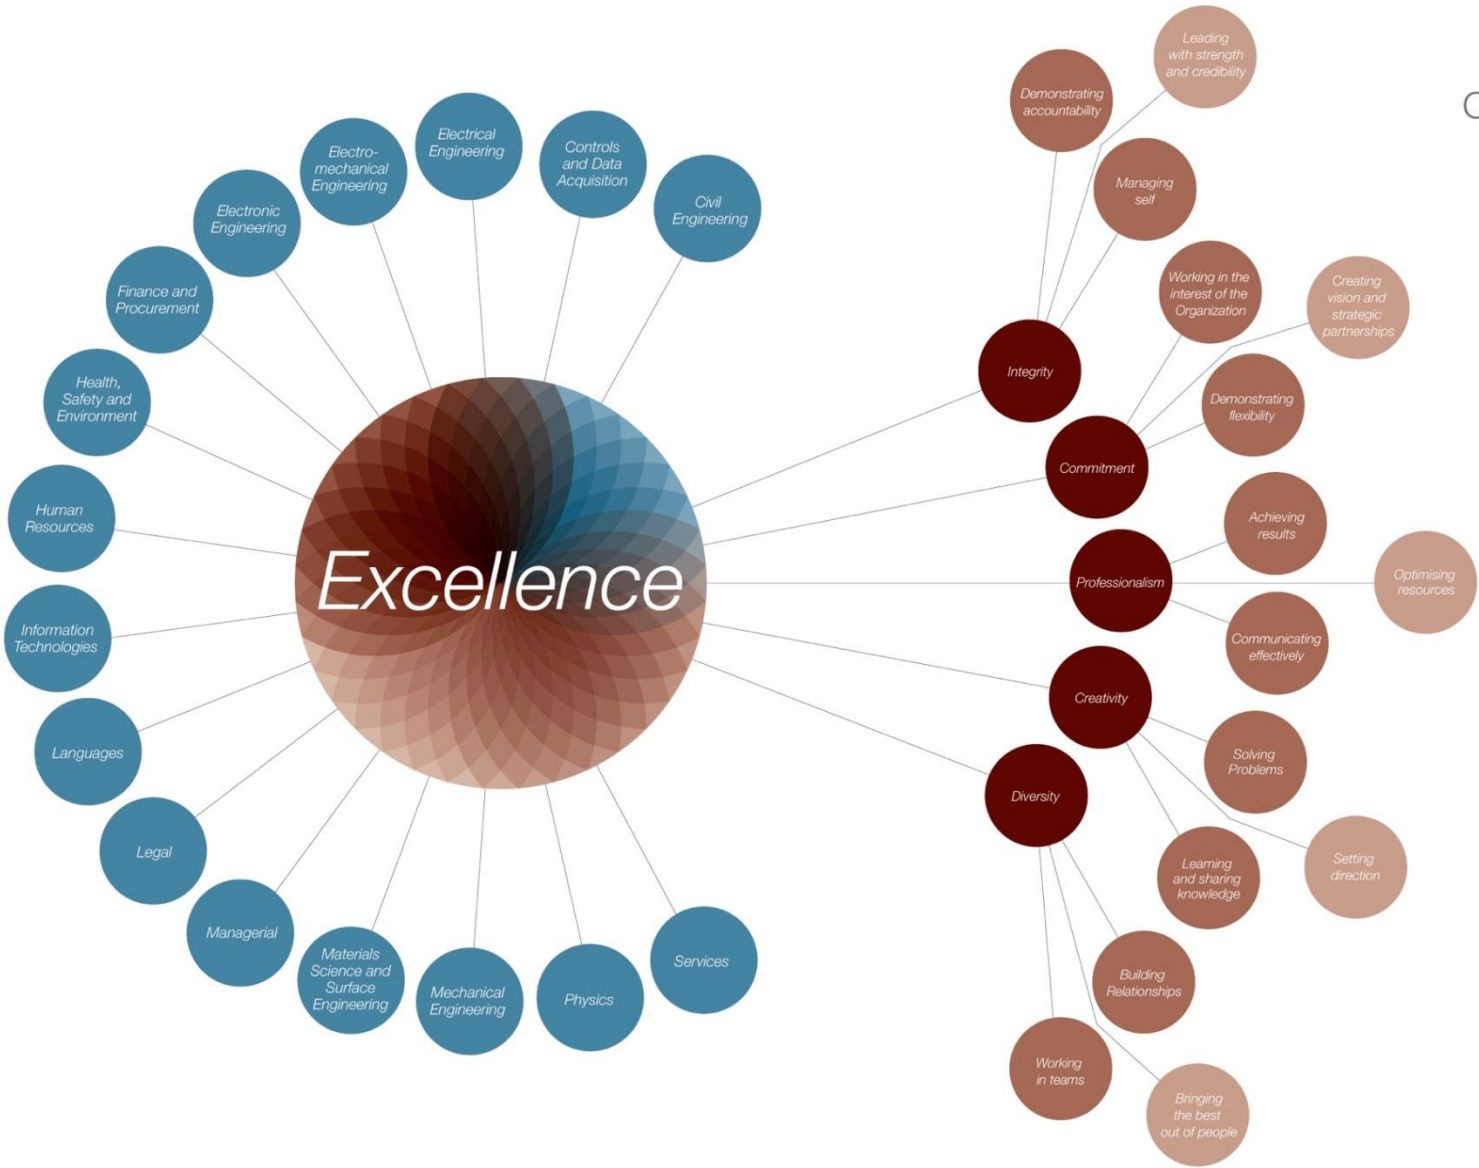 Excellence
Civil
Engineering
Controls
and Data
Acquisition
Electrical
Engineering
Electro-
mechanical
Engineering
Electronic
Engineering
Finance and
Procurement
Health,
Safety and
Environment
Human
Resources
Information
Technologies
Languages
Legal
Managerial
Materials
Science and
Surface
Engineering
Mechanical
Engineering
Physics
Services
Integrity
Demonstrating
accountability
Leading
with strength
and credibility
Managing
self
Commitment
Working in the
interest of the
Organization
Creating
vision and
strategic
partnerships
Demonstrating
flexibility
Professionalism
Achieving
results
Optimising
resources
Communicating
effectively
Creativity
Solving
Problems
Setting
direction
Learning
and sharing
knowledge
Diversity
Building
Relationships
Bringing
the best
out of people
Working
in teams